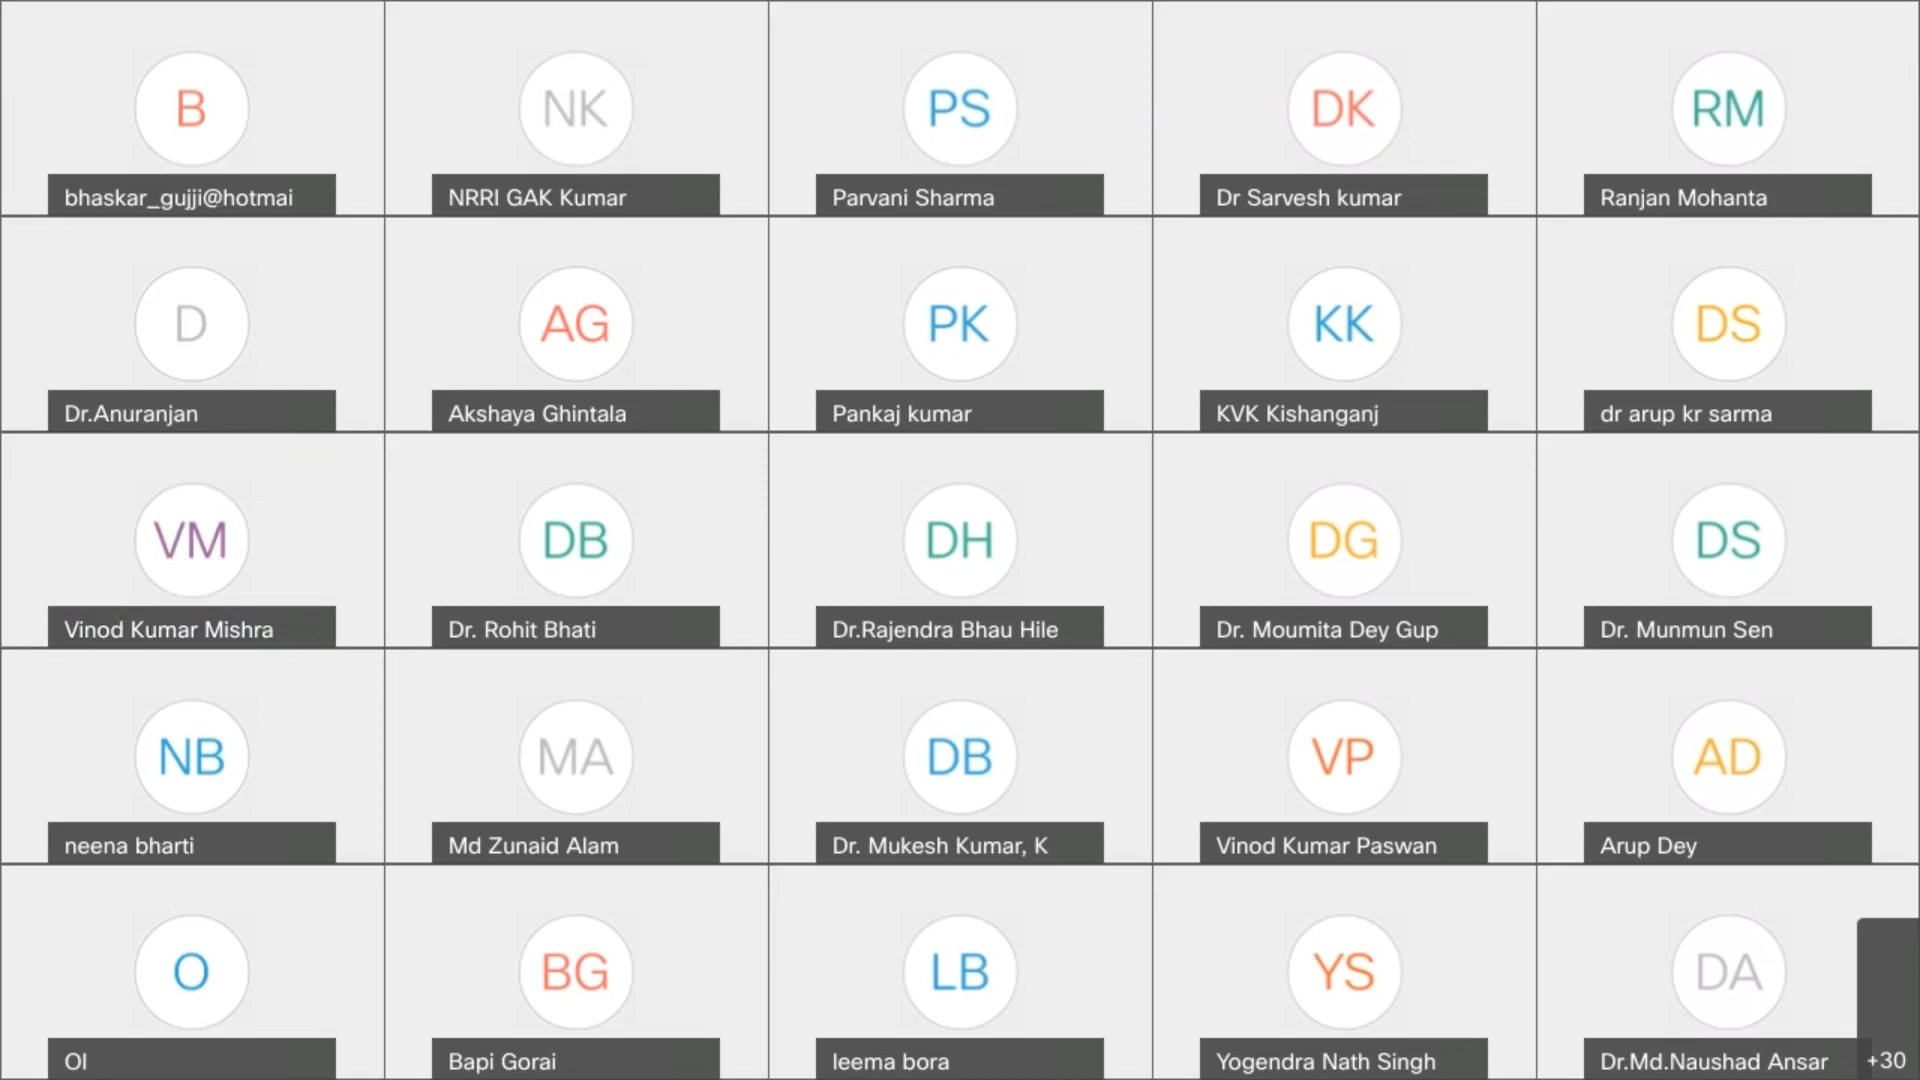 B
NK
PS
DK
RM
bhaskar_gujji@hotmai
NRRI GAK Kumar
Parvani Sharma
Dr Sarvesh kumar
Ranjan Mohanta
D
AG
PK
KK
DS
Dr.Anuranjan
Akshaya Ghintala
Pankaj kumar
KVK Kishanganj
dr arup kr sarma
VM
DB
DH
DG
DS
Vinod Kumar Mishra
Dr. Rohit Bhati
Dr.Rajendra Bhau Hile
Dr. Moumita Dey Gup
Dr. Munmun Sen
NB
MA
DB
VP
AD
neena bharti
Md Zunaid Alam
Dr. Mukesh Kumar, K
Vinod Kumar Paswan
Arup Dey
O
BG
LB
YS
DA
Bapi Gorai
leema bora
Yogendra Nath Singh
Dr.Md.Naushad Ansar
+30